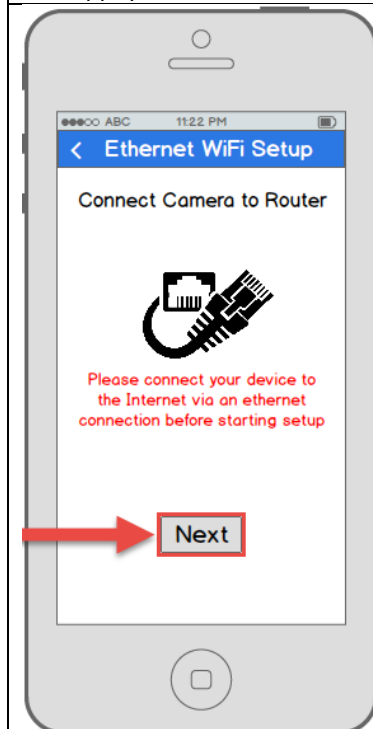 ABC 11:22 PM
< Ethernet WiFi Setup
Connect Camera to Router
Please connect your device to
the Internet via an ethernet
connection before starting setup
Next